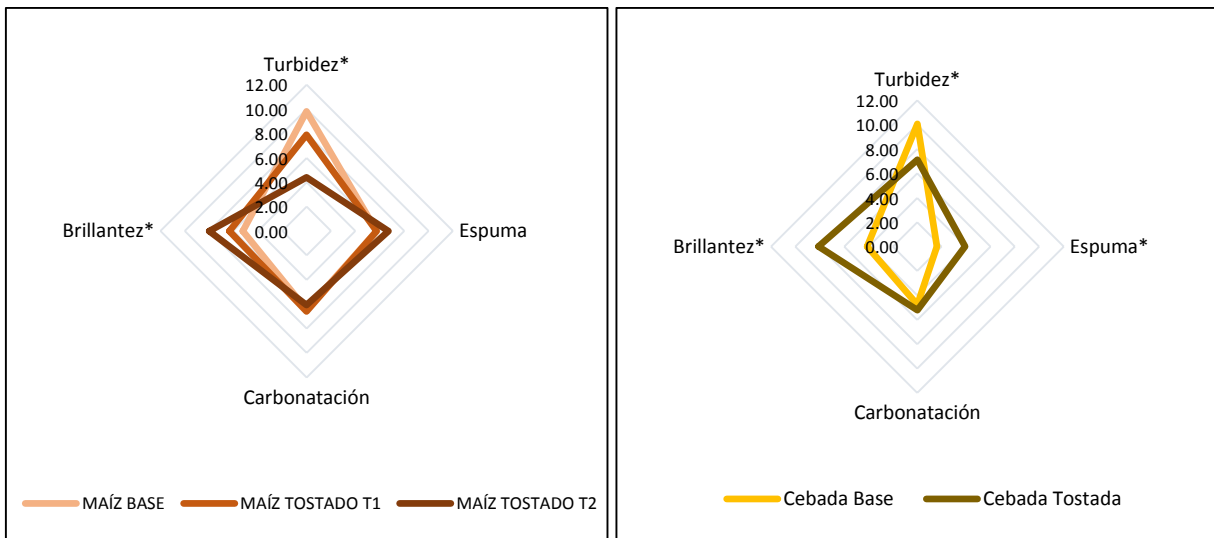 Turbidez*
12.00
10.00
8.00
6.00
4.00
2.00
0.00
Brillantez*
Espuma
Carbonatación
MAÍZ BASE
MAÍZ TOSTADO T1
MAÍZ TOSTADO T2
Turbidez*
12.00
10.00
8.00
6.00
4.00
2.00
0.00
Brillantez*
Espuma*
Carbonatación
Cebada Base
Cebada Tostada